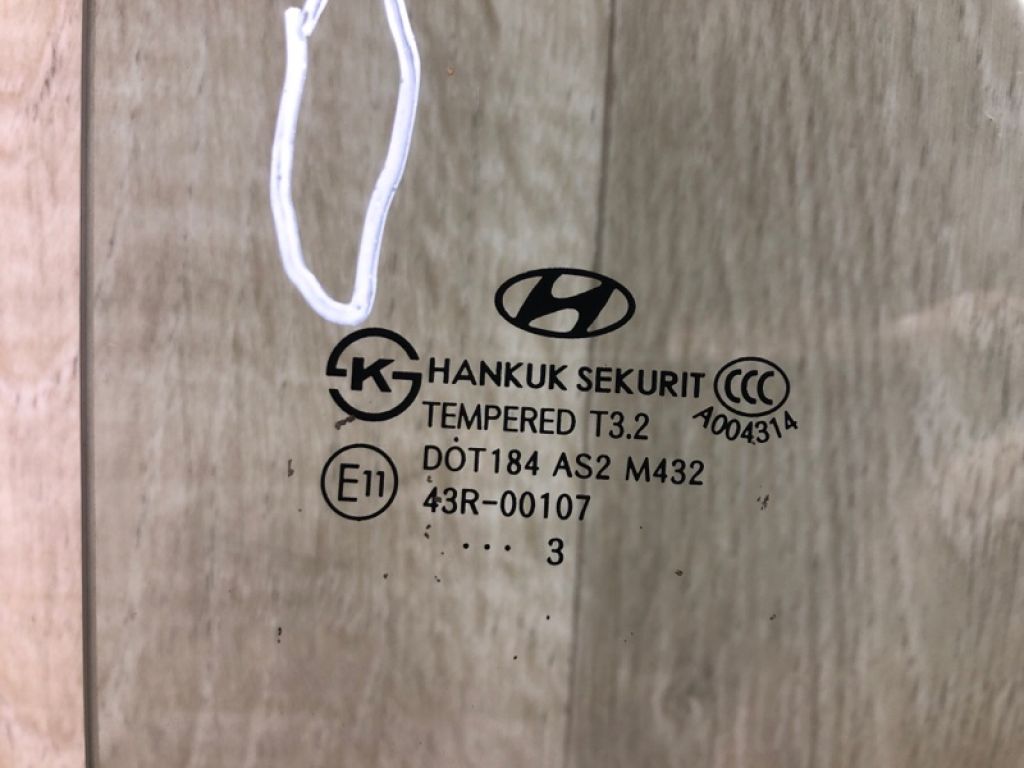 HANKUK SEKURIT CCC
K
A004314
TEMPERED T3.2
DOT184 AS2 M432
E11
43R-00107
... 3